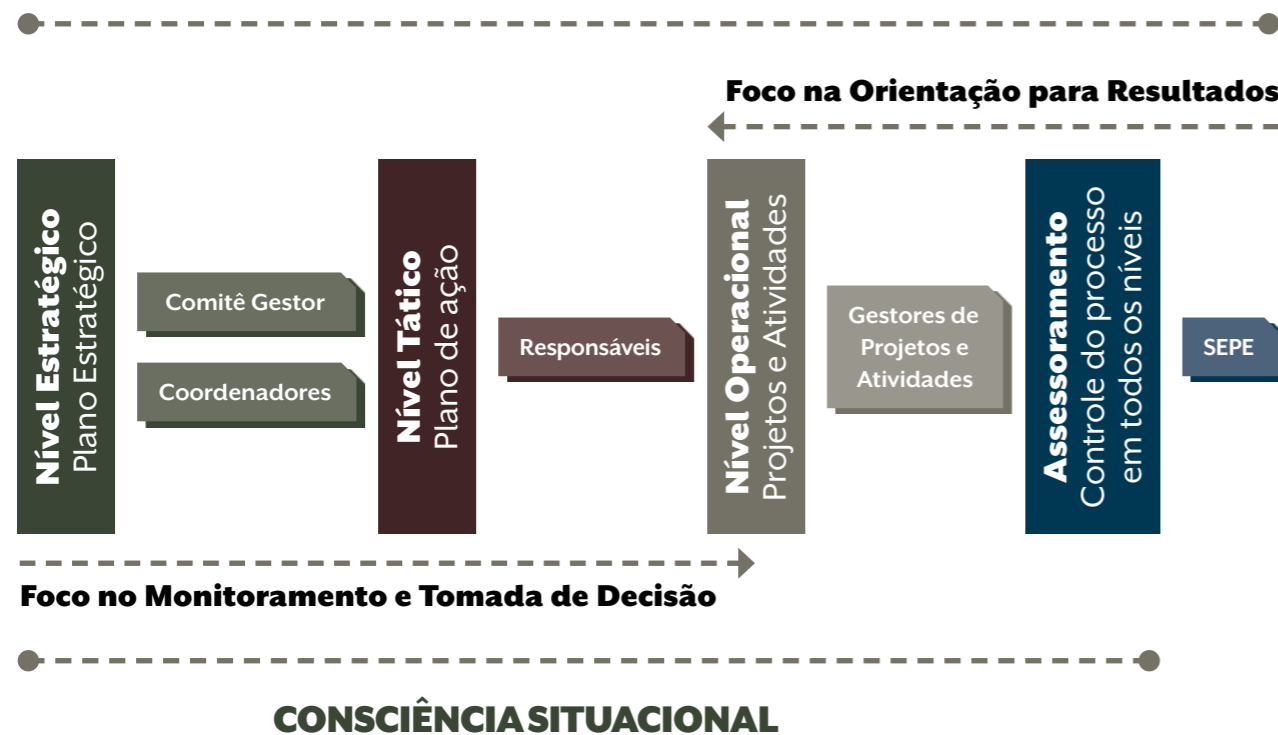 Foco na Orientação para Resultados
Nível Estratégico
Plano Estratégico
Comitê Gestor
Coordenadores
Nível Tático
Plano de ação
Responsáveis
Nível Operacional
Projetos e Atividades
Gestores de
Projetos e
Atividades
Assessoramento
Controle do processo
em todos os níveis
SEPE
Foco no Monitoramento e Tomada de Decisão
CONSCIÊNCIA SITUACIONAL